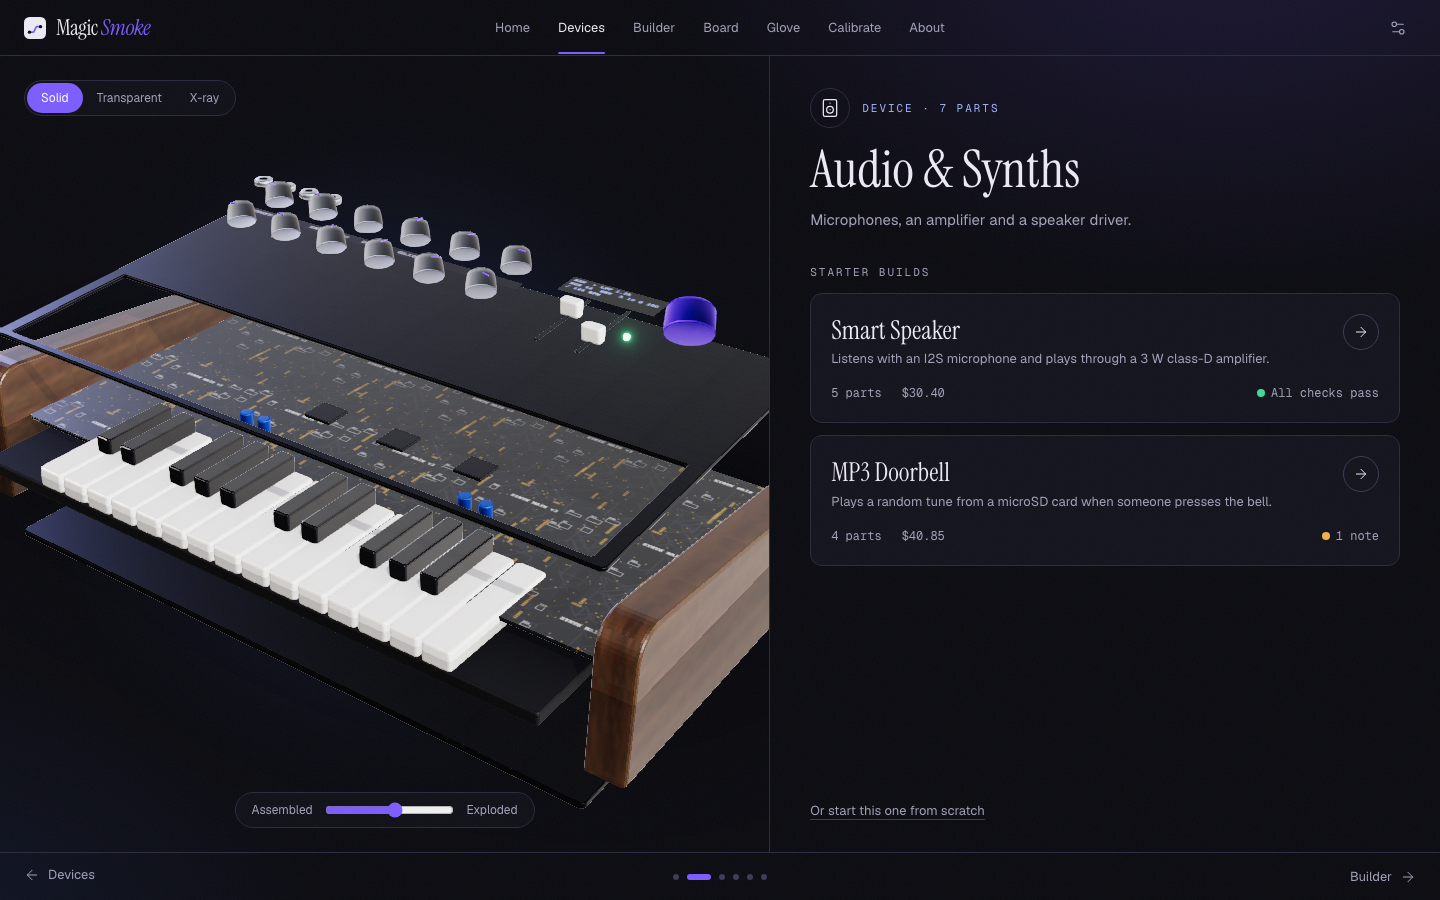 Magic Smoke
Home
Devices
Builder
Board
Glove
Calibrate
About
Solid
Transparent
X-ray
DEVICE · 7 PARTS
Audio & Synths
Microphones, an amplifier and a speaker driver.
STARTER BUILDS
Smart Speaker
Listens with an I2S microphone and plays through a 3 W class-D amplifier.
5 parts $30.40
All checks pass
MP3 Doorbell
Plays a random tune from a microSD card when someone presses the bell.
4 parts $40.85
1 note
Assembled
Exploded
Or start this one from scratch
Devices
Builder